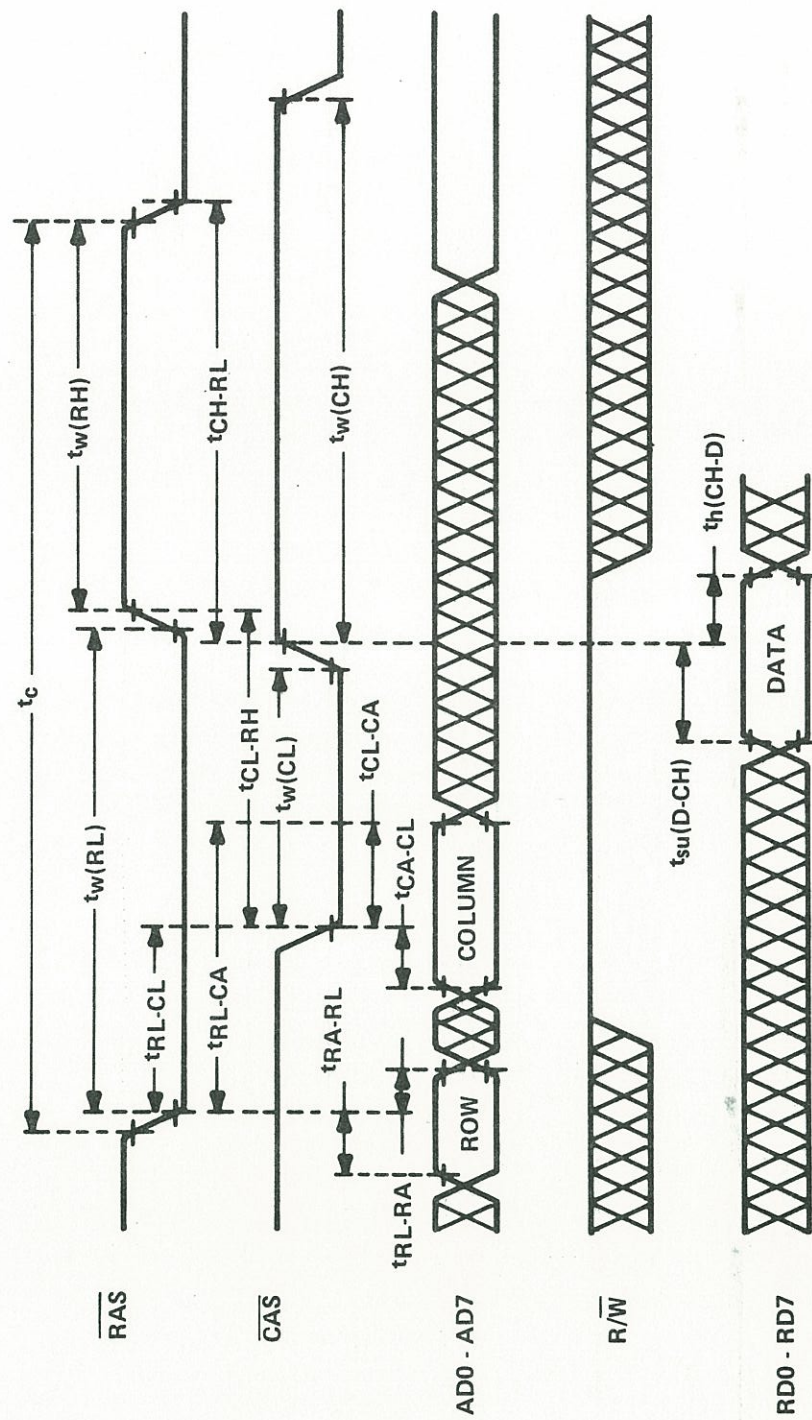 tc
tw(RL)
tw(RH)
RAS
tRL-CL
tRL-CA
tCL-RH
tCH-RL
tw(CL)
CAS
tRA-RL
tCL-CA
tw(CH)
tRL-RA
tCA-CL
AD0 - AD7
ROW
COLUMN
R/W
tsu(D-CH)
th(CH-D)
RD0 - RD7
DATA